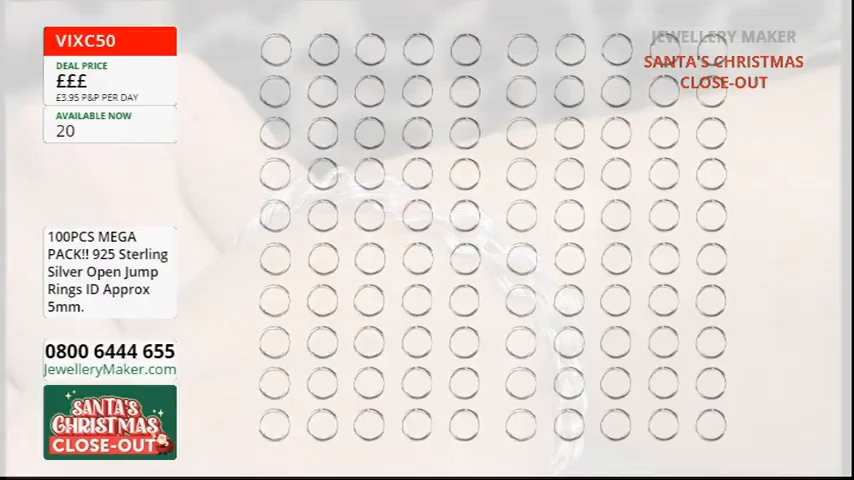 VIXC50
DEAL PRICE
£££
£3.95 P&P PER DAY
AVAILABLE NOW
20
100PCS MEGA
PACK!! 925 Sterling
Silver Open Jump
Rings ID Approx
5mm.
0800 6444 655
JewelleryMaker.com
SANTA'S
CHRISTMAS
CLOSE-OUT
JEWELLERY MAKER
SANTA'S CHRISTMAS
CLOSE-OUT